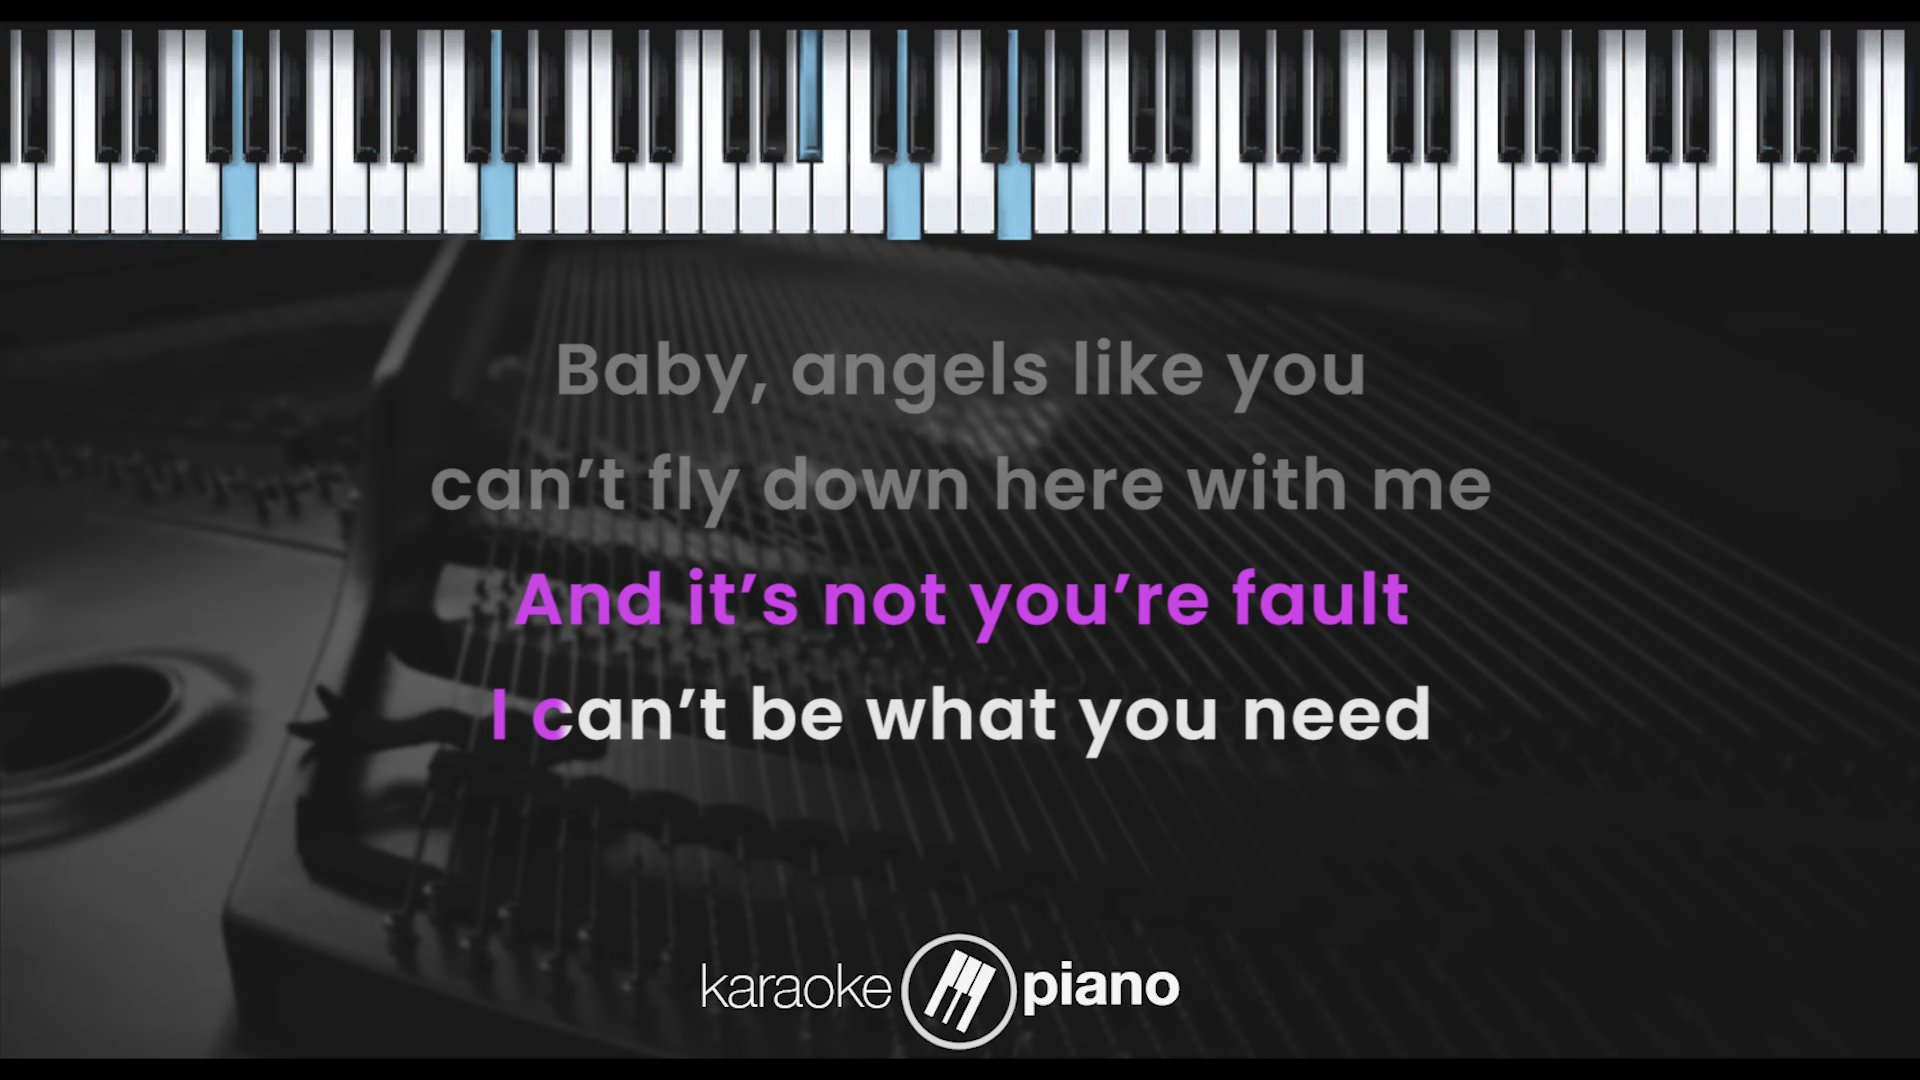 Baby, angels like you
can’t fly down here with me
And it’s not you’re fault
I can’t be what you need
karaoke piano